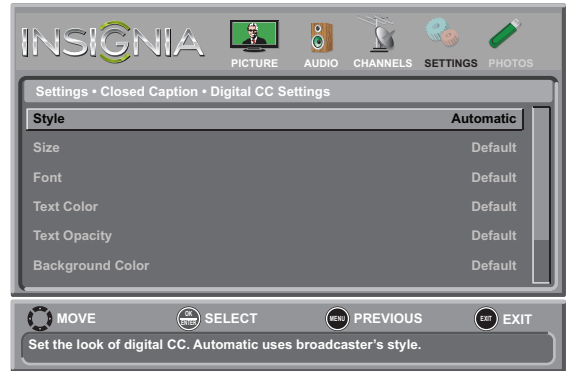 INSIGNIA
PICTURE AUDIO CHANNELS SETTINGS PHOTOS
Settings • Closed Caption • Digital CC Settings
Style Automatic
Size Default
Font Default
Text Color Default
Text Opacity Default
Background Color Default
MOVE OK ENTER SELECT MENU PREVIOUS EXIT EXIT
Set the look of digital CC. Automatic uses broadcaster's style.